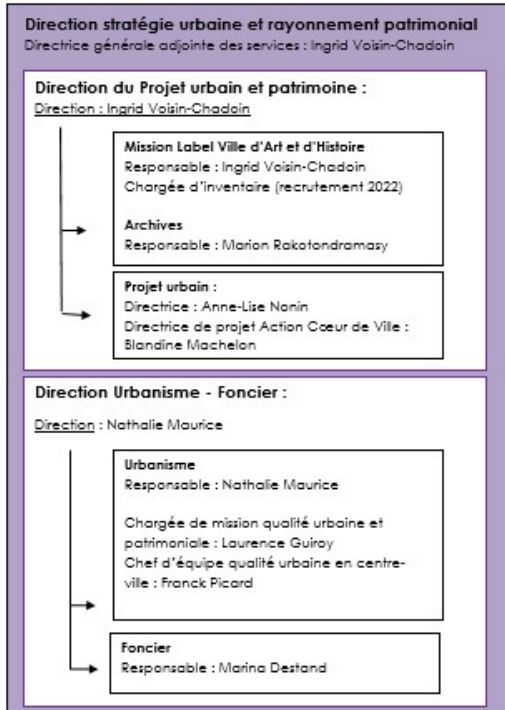 Direction stratégie urbaine et rayonnement patrimonial
Directrice générale adjointe des services : Ingrid Voisin-Chadoin
Direction du Projet urbain et patrimoine :
Direction : Ingrid Voisin-Chadoin
Mission Label Ville d'Art et d'Histoire
Responsable : Ingrid Voisin-Chadoin
Chargée d'inventaire (recrutement 2022)
Archives
Responsable : Marion Rakotondramasy
Projet urbain :
Directrice : Anne-Lise Nonin
Directrice de projet Action Cœur de Ville :
Blandine Machelon
Direction Urbanisme - Foncier :
Direction : Nathalie Maurice
Urbanisme
Responsable : Nathalie Maurice
Chargée de mission qualité urbaine et
patrimoniale : Laurence Guiroy
Chef d'équipe qualité urbaine en centre-
ville : Franck Picard
Foncier
Responsable : Marina Destand